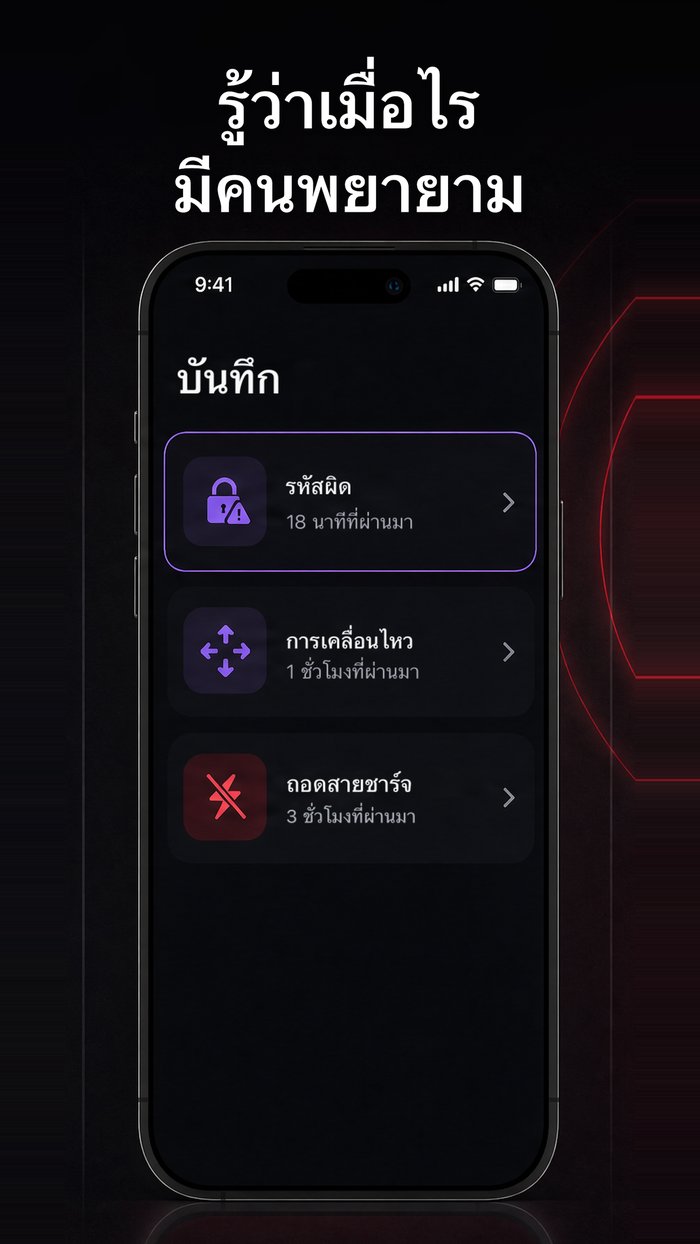 รู้ว่าเมื่อไร
มีคนพยายาม
9:41
บันทึก
รหัสผิด
18 นาทีที่ผ่านมา
การเคลื่อนไหว
1 ชั่วโมงที่ผ่านมา
ถอดสายชาร์จ
3 ชั่วโมงที่ผ่านมา